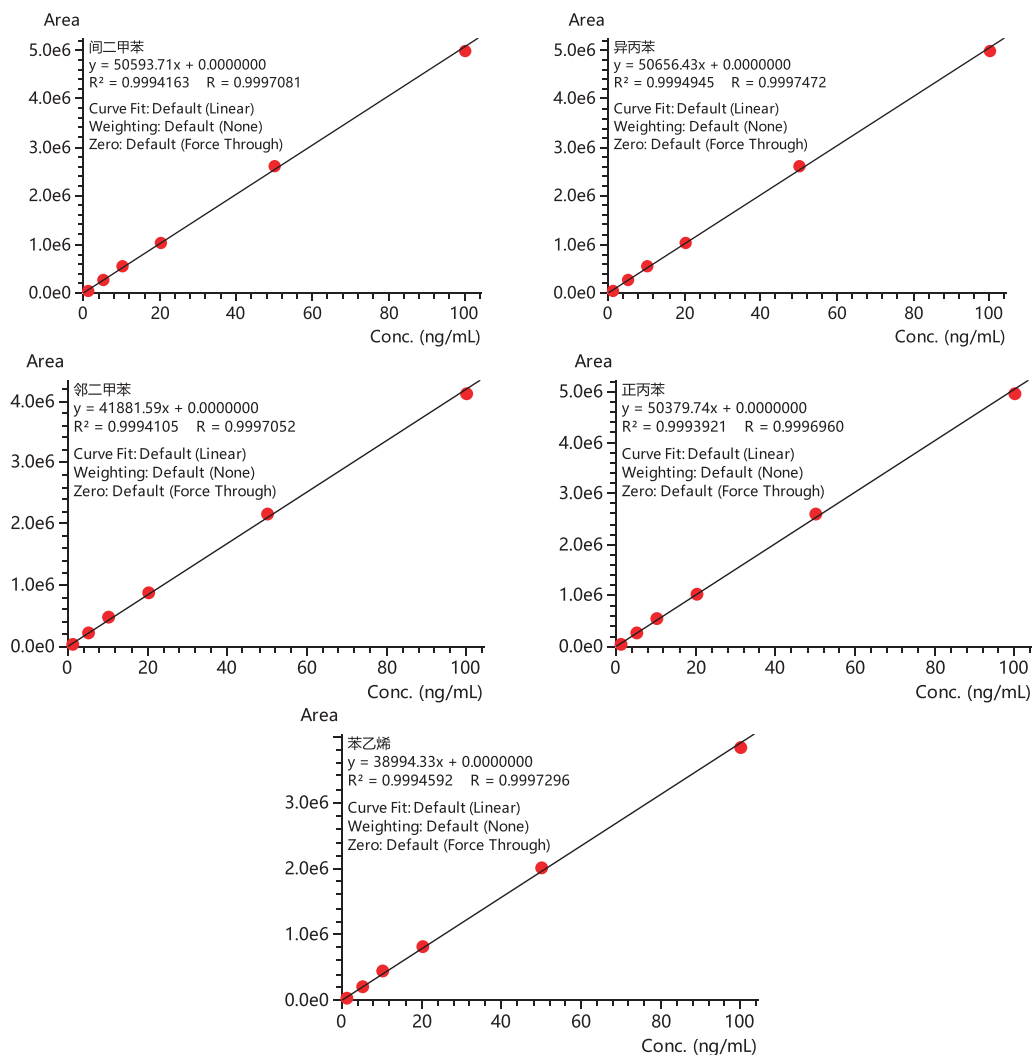 Area
5.0e6
4.0e6
3.0e6
2.0e6
1.0e6
0.0e0
间二甲苯
y = 50593.71x + 0.0000000
R² = 0.9994163 R = 0.9997081
Curve Fit: Default (Linear)
Weighting: Default (None)
Zero: Default (Force Through)
0 20 40 60 80 100
Conc. (ng/mL)
Area
5.0e6
4.0e6
3.0e6
2.0e6
1.0e6
0.0e0
异丙苯
y = 50656.43x + 0.0000000
R² = 0.9994945 R = 0.9997472
Curve Fit: Default (Linear)
Weighting: Default (None)
Zero: Default (Force Through)
0 20 40 60 80 100
Conc. (ng/mL)
Area
4.0e6
3.0e6
2.0e6
1.0e6
0.0e0
邻二甲苯
y = 41881.59x + 0.0000000
R² = 0.9994105 R = 0.9997052
Curve Fit: Default (Linear)
Weighting: Default (None)
Zero: Default (Force Through)
0 20 40 60 80 100
Conc. (ng/mL)
Area
5.0e6
4.0e6
3.0e6
2.0e6
1.0e6
0.0e0
正丙苯
y = 50379.74x + 0.0000000
R² = 0.9993921 R = 0.9996960
Curve Fit: Default (Linear)
Weighting: Default (None)
Zero: Default (Force Through)
0 20 40 60 80 100
Conc. (ng/mL)
Area
3.0e6
2.0e6
1.0e6
0.0e0
苯乙烯
y = 38994.33x + 0.0000000
R² = 0.9994592 R = 0.9997296
Curve Fit: Default (Linear)
Weighting: Default (None)
Zero: Default (Force Through)
0 20 40 60 80 100
Conc. (ng/mL)